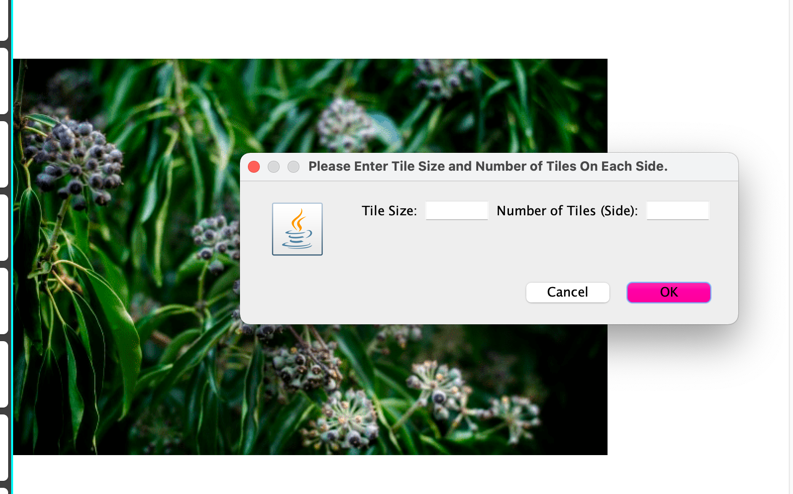 Please Enter Tile Size and Number of Tiles On Each Side.
Tile Size: Number of Tiles (Side):
Cancel OK